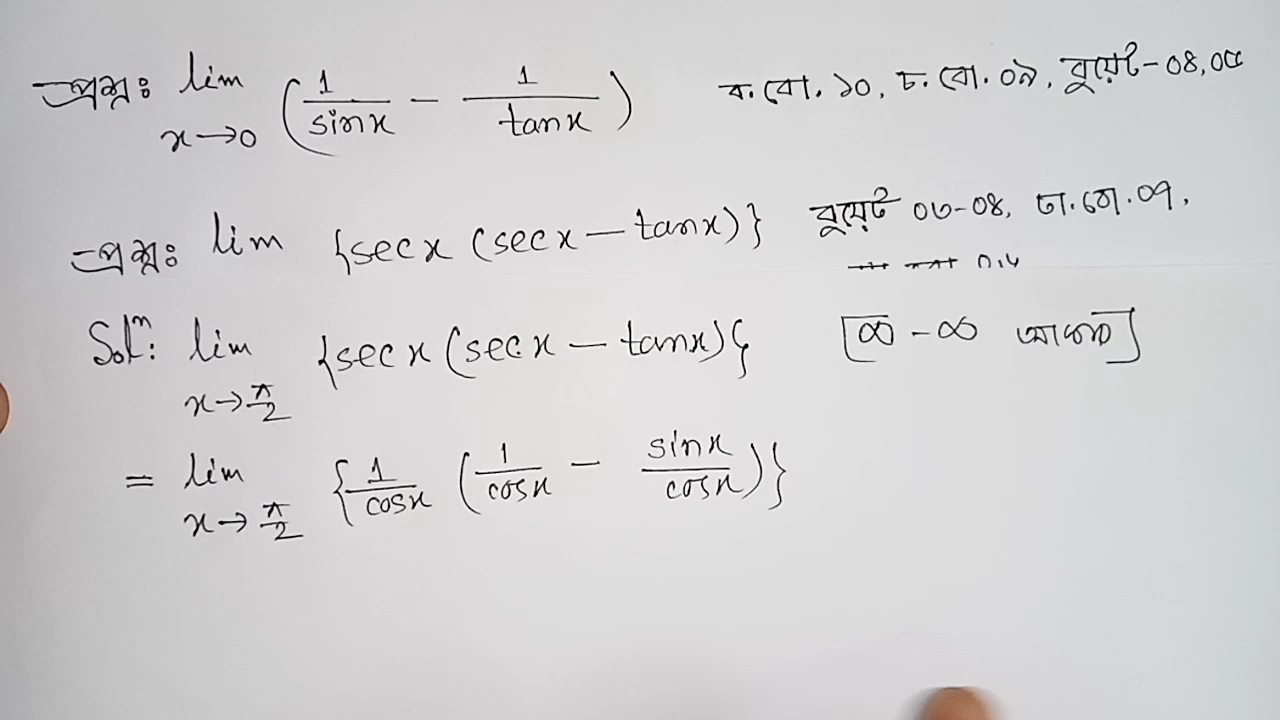 প্রশ্নঃ lim x→0 (1/sinx − 1/tanx) ব.বো. ১০, চ.বো. ০৯, বুয়েট-০৪,০৫
প্রশ্নঃ lim {secx (secx − tanx)} বুয়েট ০৩-০৪, ঢা.বো.০৭,
Solⁿ: lim x→π/2 {secx (secx − tanx)} [∞ - ∞ আকার]
= lim x→π/2 {1/cosx (1/cosx − sinx/cosx)}